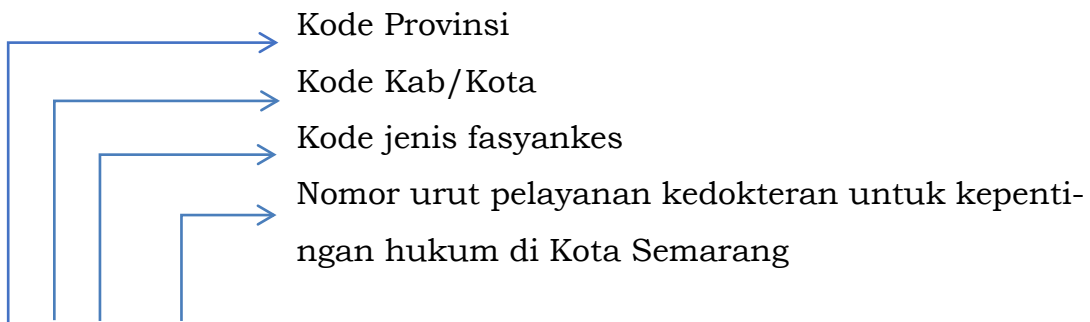 Kode Provinsi
Kode Kab/Kota
Kode jenis fasyankes
Nomor urut pelayanan kedokteran untuk kepenti-
ngan hukum di Kota Semarang